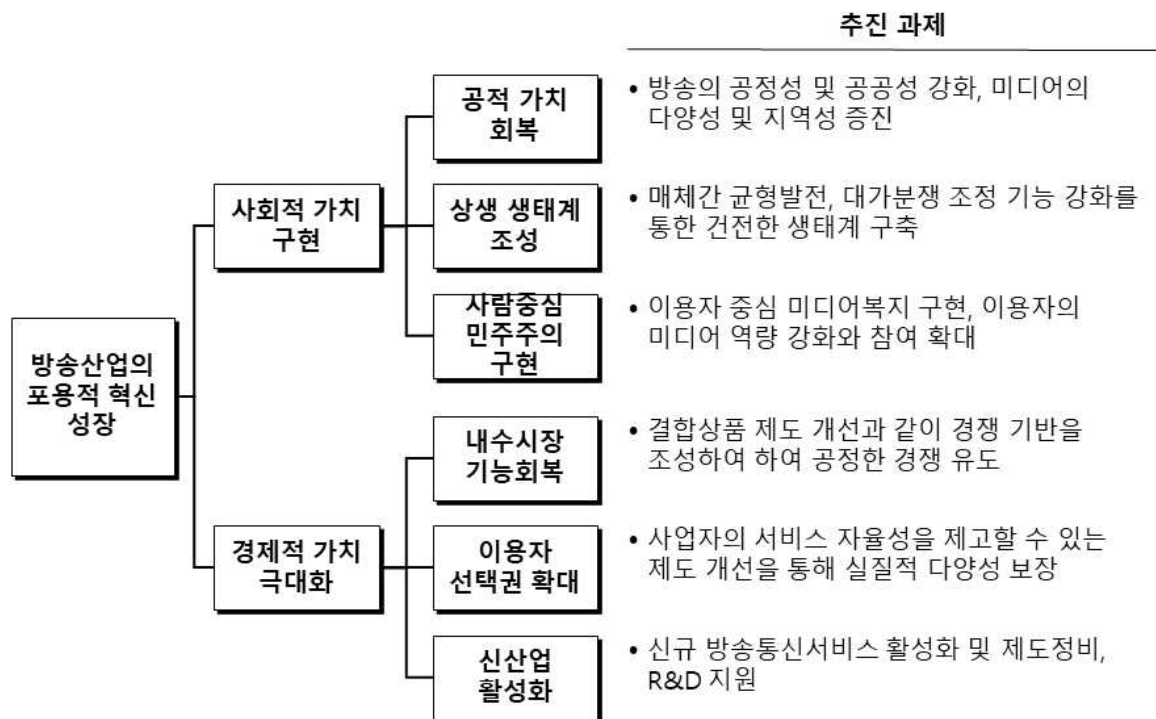 추진 과제
공적 가치
회복
• 방송의 공정성 및 공공성 강화, 미디어의
다양성 및 지역성 증진
사회적 가치
구현
상생 생태계
조성
• 매체간 균형발전, 대가분쟁 조정 기능 강화를
통한 건전한 생태계 구축
사람중심
민주주의
구현
• 이용자 중심 미디어복지 구현, 이용자의
미디어 역량 강화와 참여 확대
방송산업의
포용적 혁신
성장
내수시장
기능회복
• 결합상품 제도 개선과 같이 경쟁 기반을
조성하여 하여 공정한 경쟁 유도
경제적 가치
극대화
이용자
선택권 확대
• 사업자의 서비스 자율성을 제고할 수 있는
제도 개선을 통해 실질적 다양성 보장
신산업
활성화
• 신규 방송통신서비스 활성화 및 제도정비,
R&D 지원